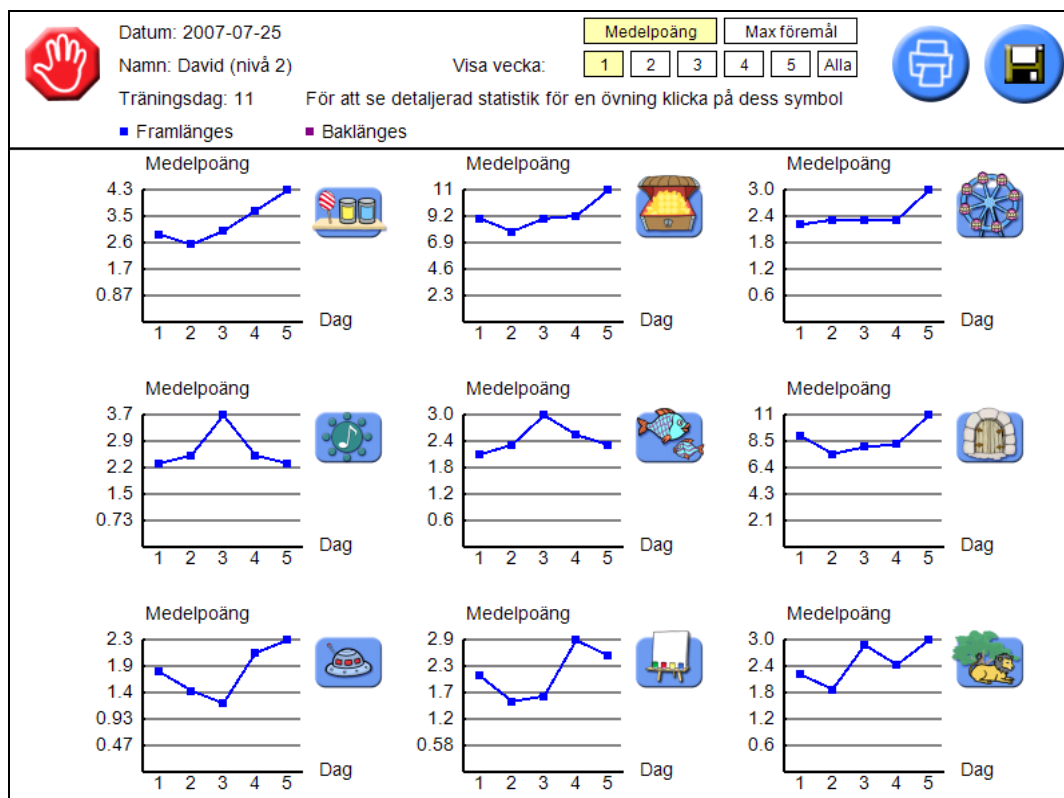 Datum: 2007-07-25
Medelpoäng Max föremål
Namn: David (nivå 2) Visa vecka: 1 2 3 4 5 Alla
Träningsdag: 11 För att se detaljerad statistik för en övning klicka på dess symbol
Framlänges Baklänges
Medelpoäng
4.3
3.5
2.6
1.7
0.87
Dag
1 2 3 4 5
Medelpoäng
11
9.2
6.9
4.6
2.3
Dag
1 2 3 4 5
Medelpoäng
3.0
2.4
1.8
1.2
0.6
Dag
1 2 3 4 5
Medelpoäng
3.7
2.9
2.2
1.5
0.73
Dag
1 2 3 4 5
Medelpoäng
3.0
2.4
1.8
1.2
0.6
Dag
1 2 3 4 5
Medelpoäng
11
8.5
6.4
4.3
2.1
Dag
1 2 3 4 5
Medelpoäng
2.3
1.9
1.4
0.93
0.47
Dag
1 2 3 4 5
Medelpoäng
2.9
2.3
1.7
1.2
0.58
Dag
1 2 3 4 5
Medelpoäng
3.0
2.4
1.8
1.2
0.6
Dag
1 2 3 4 5